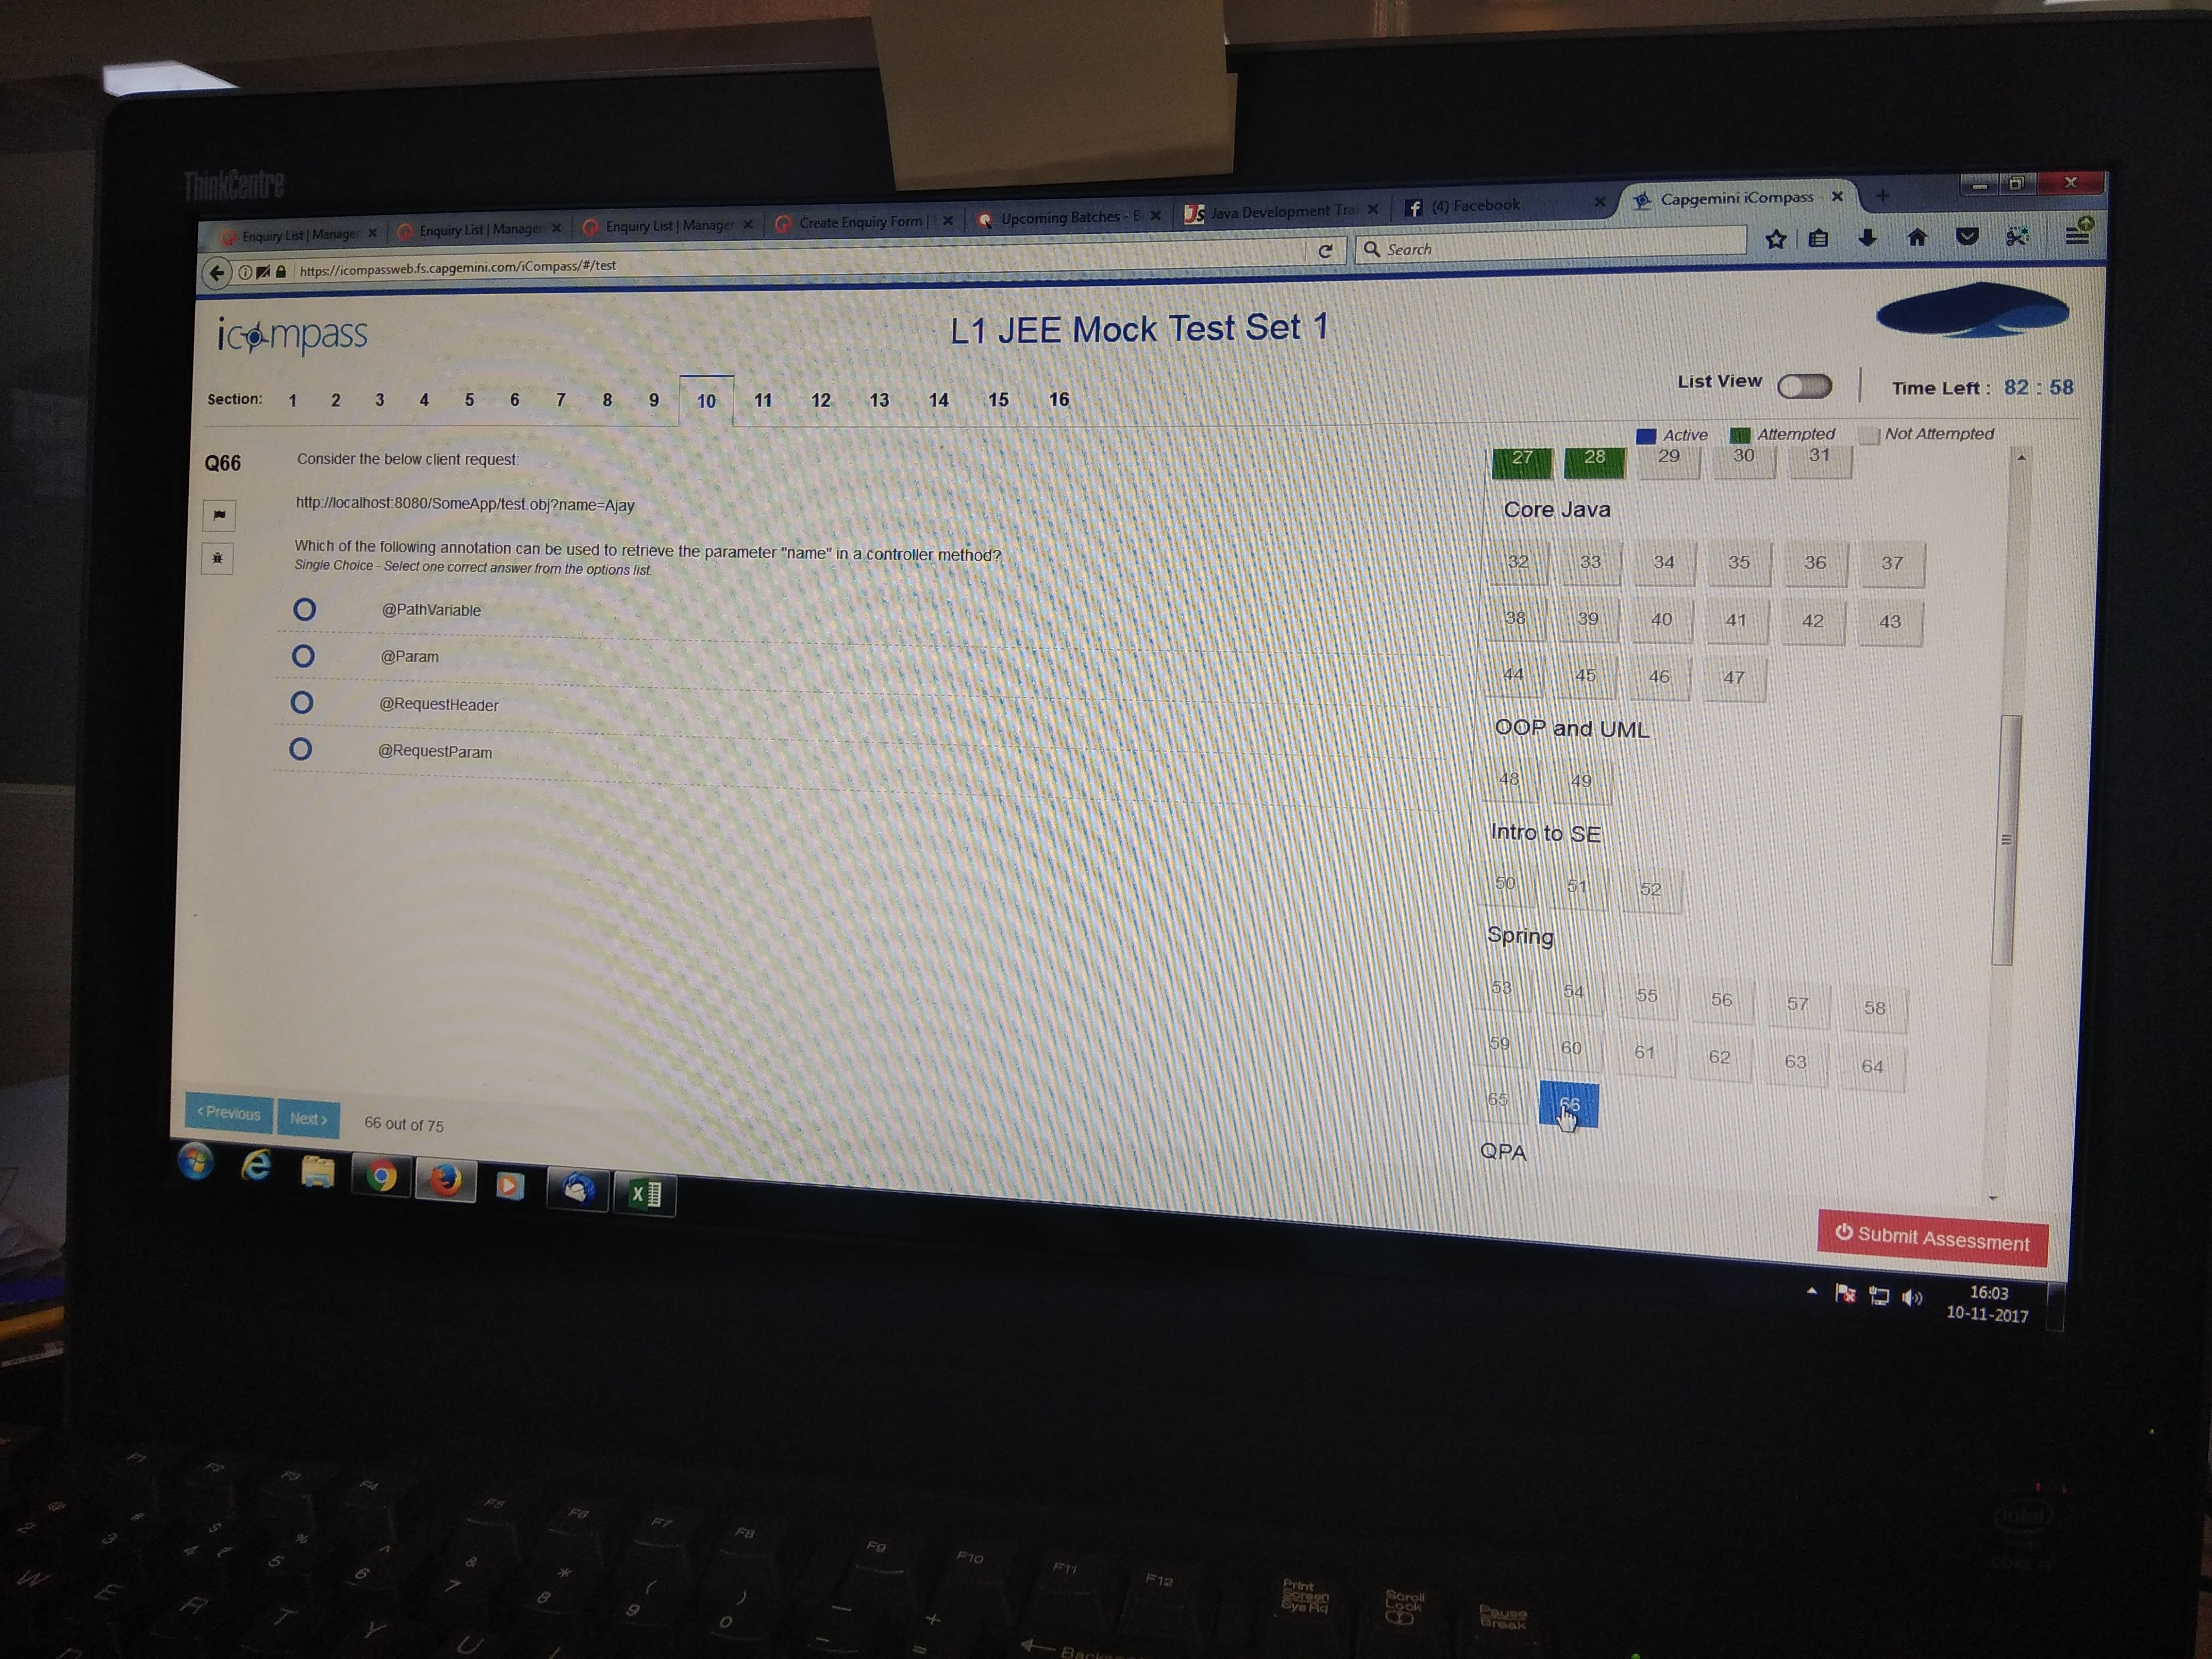 ThinkCentre
Enquiry List | Manager
Enquiry List | Manager
Enquiry List | Manager
Create Enquiry Form |
Upcoming Batches - B
Java Development Tra
(4) Facebook
Capgemini iCompass
https://icompassweb.fs.capgemini.com/iCompass/#/test
Search
icompass
L1 JEE Mock Test Set 1
List View
Time Left : 82 : 58
Section: 1 2 3 4 5 6 7 8 9 10 11 12 13 14 15 16
Active Attempted Not Attempted
Q66
Consider the below client request:
http://localhost:8080/SomeApp/test.obj?name=Ajay
Which of the following annotation can be used to retrieve the parameter "name" in a controller method?
Single Choice - Select one correct answer from the options list.
@PathVariable
@Param
@RequestHeader
@RequestParam
27 28 29 30 31
Core Java
32 33 34 35 36 37
38 39 40 41 42 43
44 45 46 47
OOP and UML
48 49
Intro to SE
50 51 52
Spring
53 54 55 56 57 58
59 60 61 62 63 64
65 66
QPA
< Previous
Next >
66 out of 75
Submit Assessment
16:03
10-11-2017
intel
F1 F2 F3 F4 F5 F6 F7 F8 F9 F10 F11 F12
Print
Screen
Sys Rq
Scroll
Lock
Pause
Break
@ # $ % ^ & * ( ) — +
2 3 4 5 6 7 8 9 0 – =
W E R T Y U